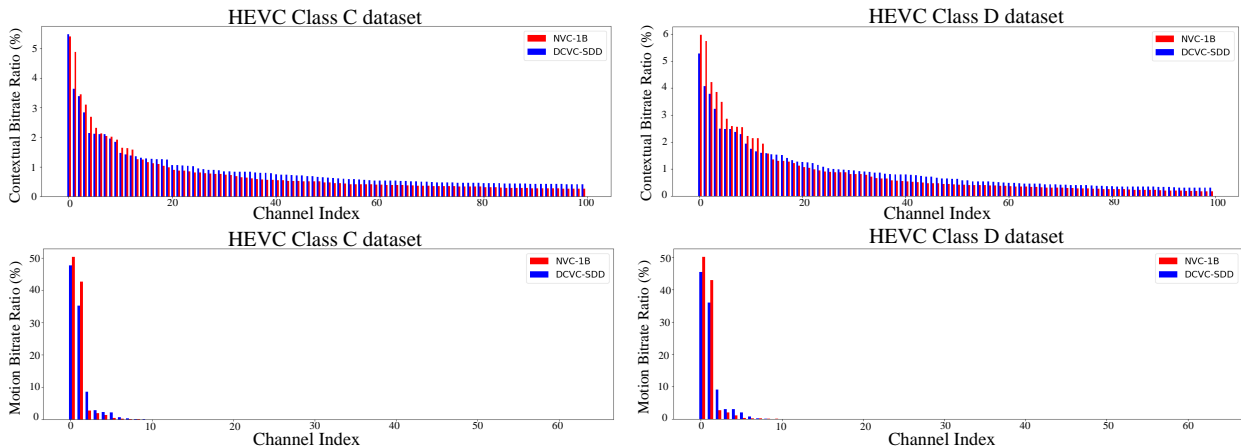 HEVC Class C dataset
Contextual Bitrate Ratio (%)
5
4
3
2
1
0
NVC-1B
DCVC-SDD
0 20 40 60 80 100
Channel Index
HEVC Class D dataset
Contextual Bitrate Ratio (%)
6
5
4
3
2
1
0
NVC-1B
DCVC-SDD
0 20 40 60 80 100
Channel Index
HEVC Class C dataset
Motion Bitrate Ratio (%)
50
40
30
20
10
0
NVC-1B
DCVC-SDD
0 10 20 30 40 50 60
Channel Index
HEVC Class D dataset
Motion Bitrate Ratio (%)
50
40
30
20
10
0
NVC-1B
DCVC-SDD
0 10 20 30 40 50 60
Channel Index